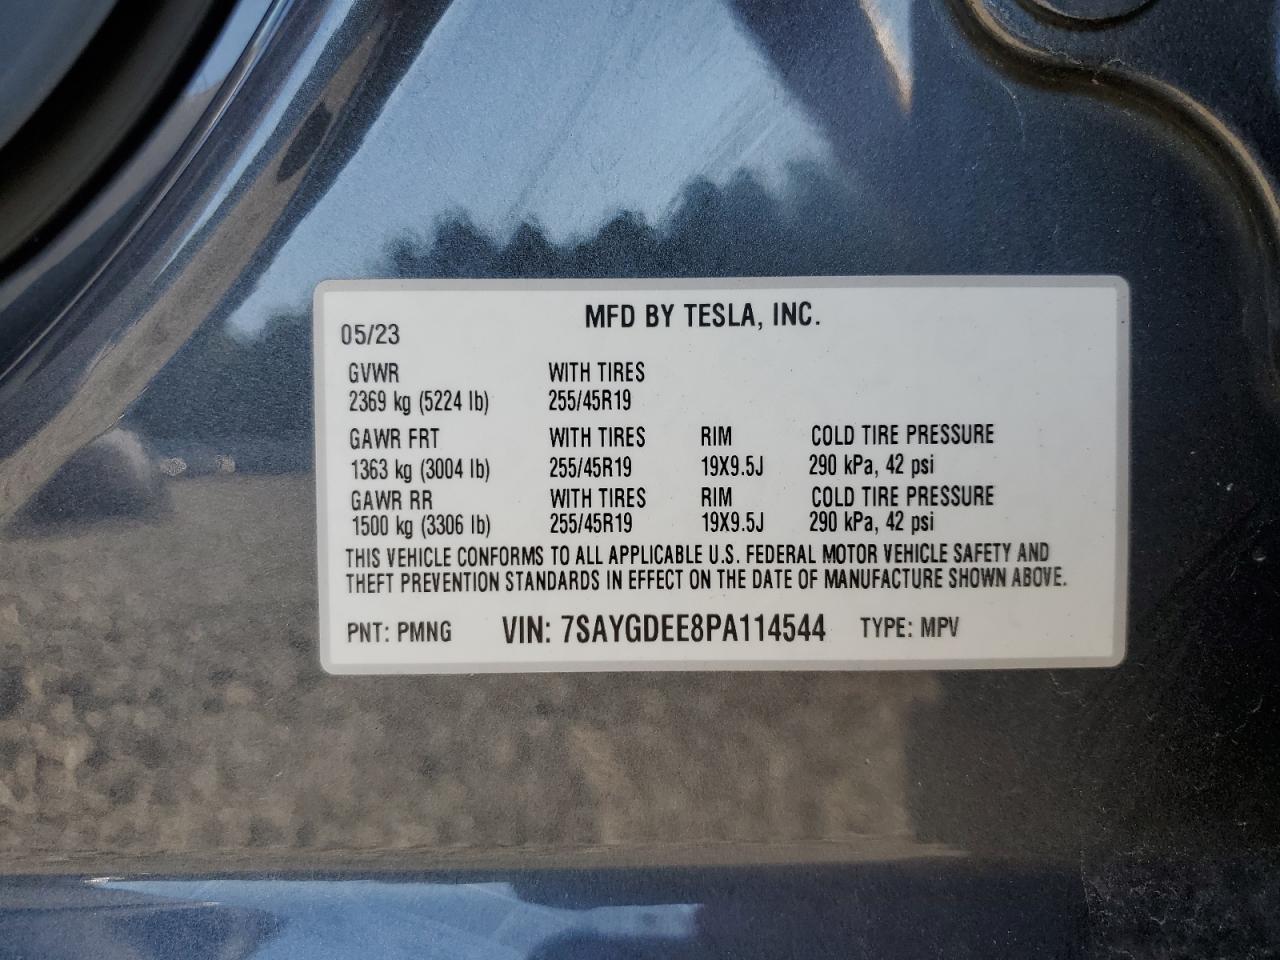 MFD BY TESLA, INC.
05/23
GVWR WITH TIRES
2369 kg (5224 lb) 255/45R19
GAWR FRT WITH TIRES RIM COLD TIRE PRESSURE
1363 kg (3004 lb) 255/45R19 19X9.5J 290 kPa, 42 psi
GAWR RR WITH TIRES RIM COLD TIRE PRESSURE
1500 kg (3306 lb) 255/45R19 19X9.5J 290 kPa, 42 psi
THIS VEHICLE CONFORMS TO ALL APPLICABLE U.S. FEDERAL MOTOR VEHICLE SAFETY AND
THEFT PREVENTION STANDARDS IN EFFECT ON THE DATE OF MANUFACTURE SHOWN ABOVE.
PNT: PMNG VIN: 7SAYGDEE8PA114544 TYPE: MPV